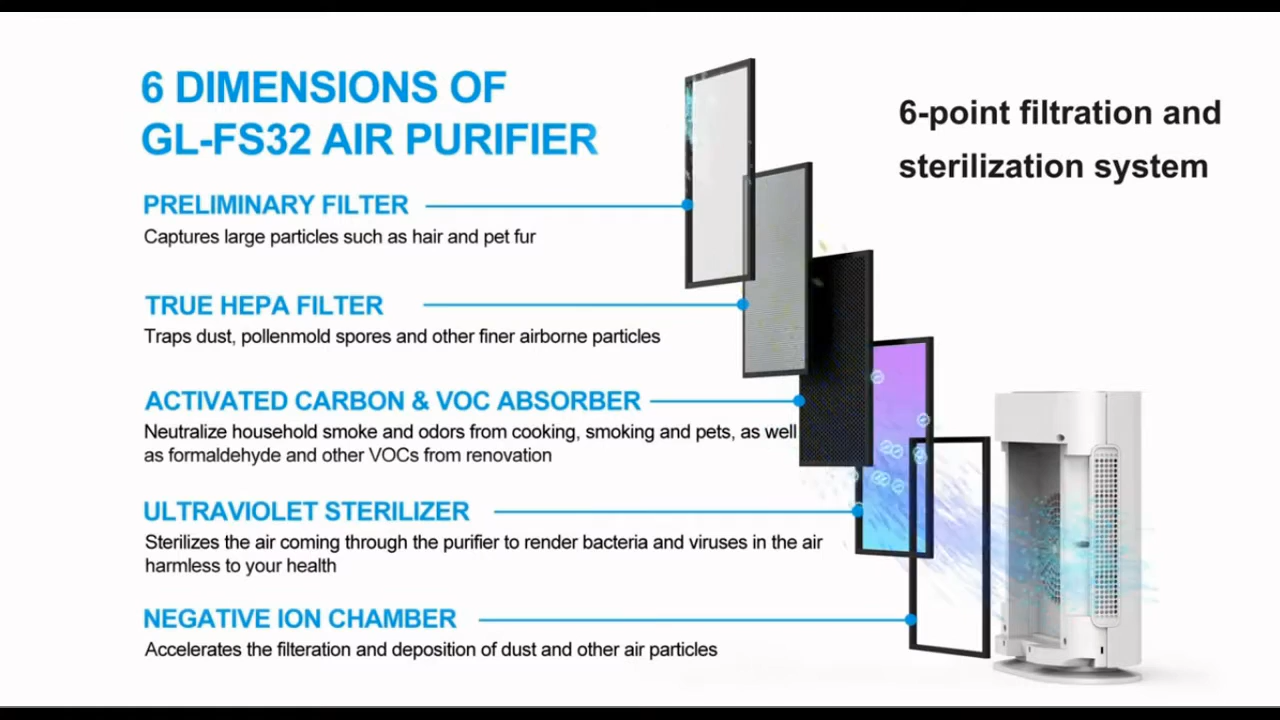 6 DIMENSIONS OF
GL-FS32 AIR PURIFIER
6-point filtration and
sterilization system
PRELIMINARY FILTER
Captures large particles such as hair and pet fur
TRUE HEPA FILTER
Traps dust, pollenmold spores and other finer airborne particles
ACTIVATED CARBON & VOC ABSORBER
Neutralize household smoke and odors from cooking, smoking and pets, as well
as formaldehyde and other VOCs from renovation
ULTRAVIOLET STERILIZER
Sterilizes the air coming through the purifier to render bacteria and viruses in the air
harmless to your health
NEGATIVE ION CHAMBER
Accelerates the filteration and deposition of dust and other air particles